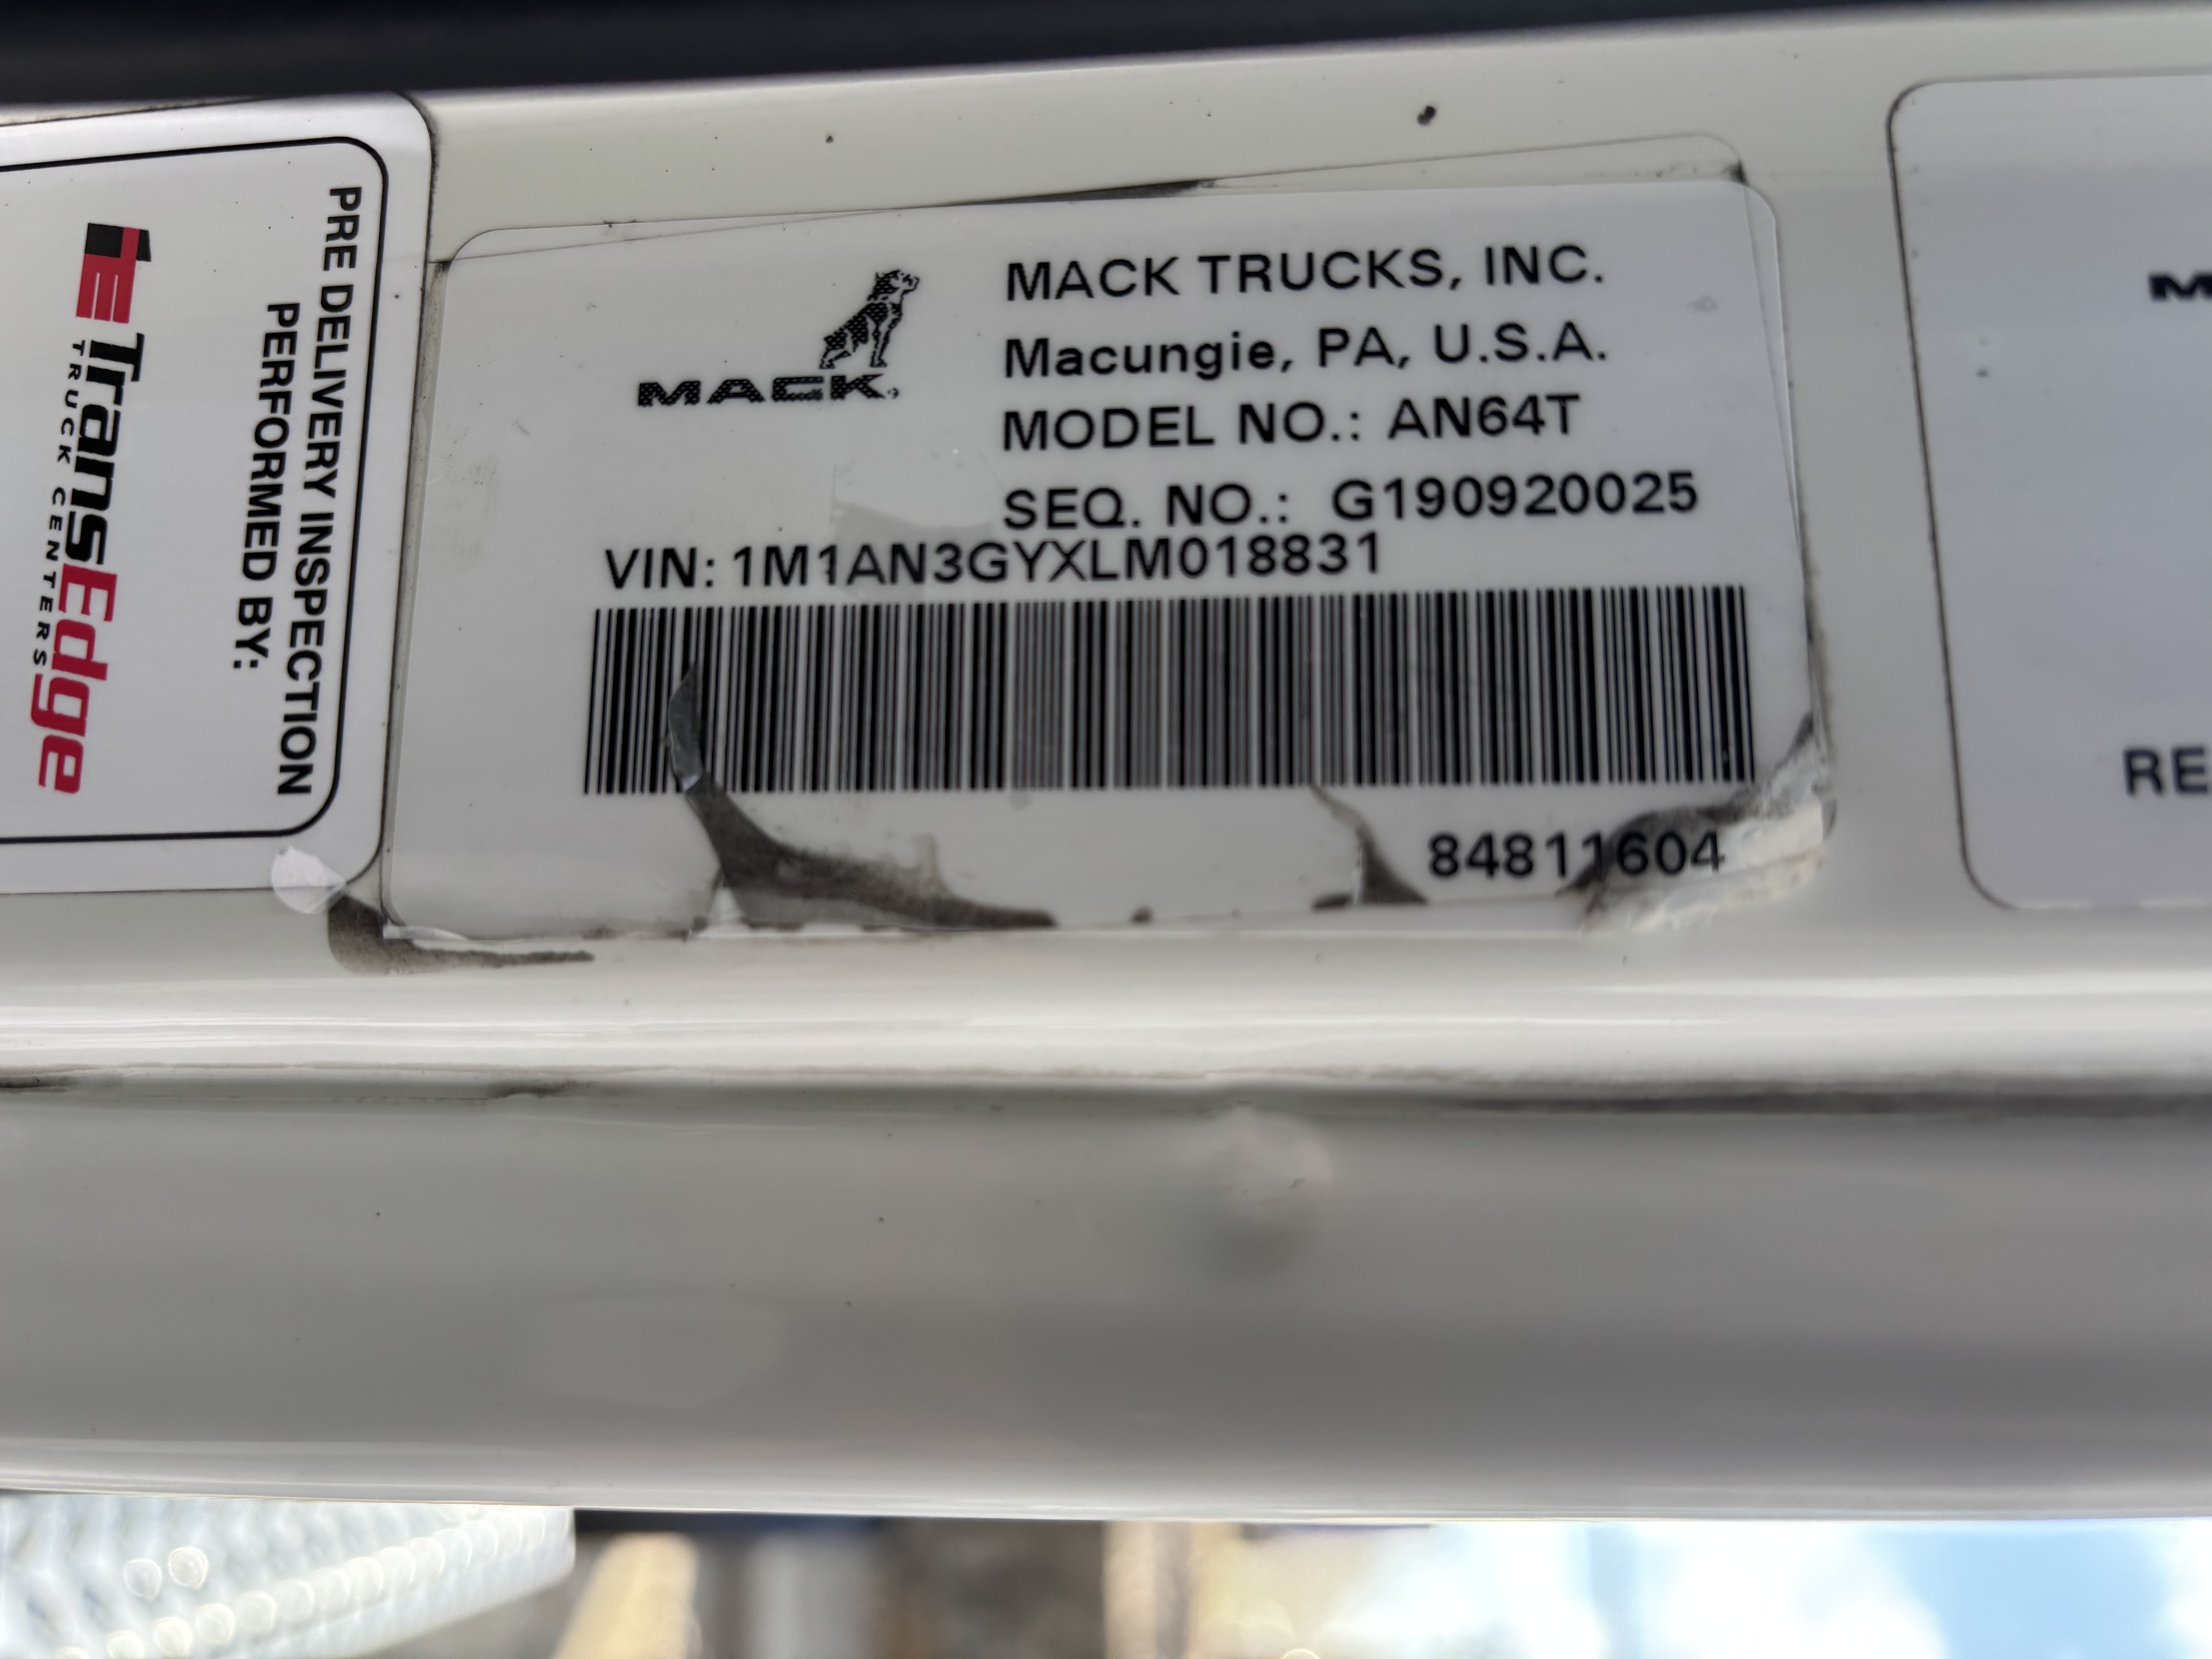 PRE DELIVERY INSPECTION
PERFORMED BY:
TE TransEdge
TRUCK CENTERS
MACK
MACK TRUCKS, INC.
Macungie, PA, U.S.A.
MODEL NO.: AN64T
SEQ. NO.: G190920025
VIN: 1M1AN3GYXLM018831
84811604
M
RE